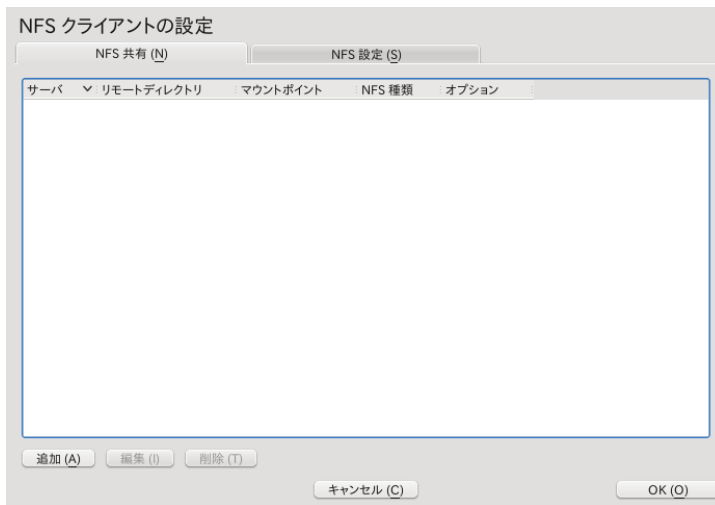 NFS クライアントの設定
NFS 共有 (N) NFS 設定 (S)
サーバ リモートディレクトリ マウントポイント NFS 種類 オプション
追加 (A) 編集 (I) 削除 (T)
キャンセル (C) OK (O)